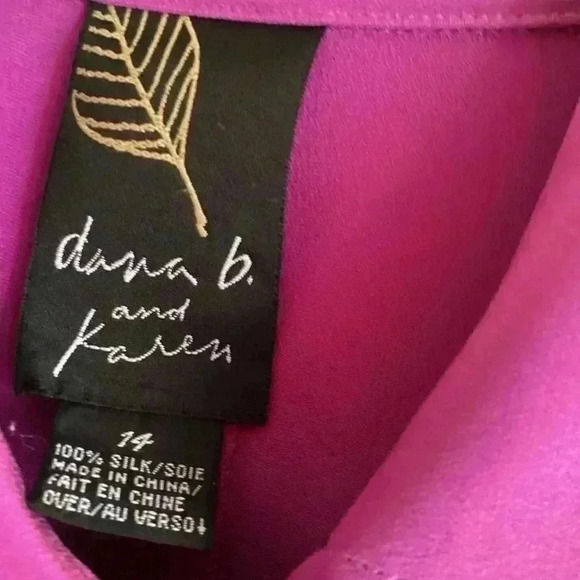 dana b.
and
Karen
14
100% SILK/SOIE
MADE IN CHINA/
FAIT EN CHINE
OVER/AU VERSO↓